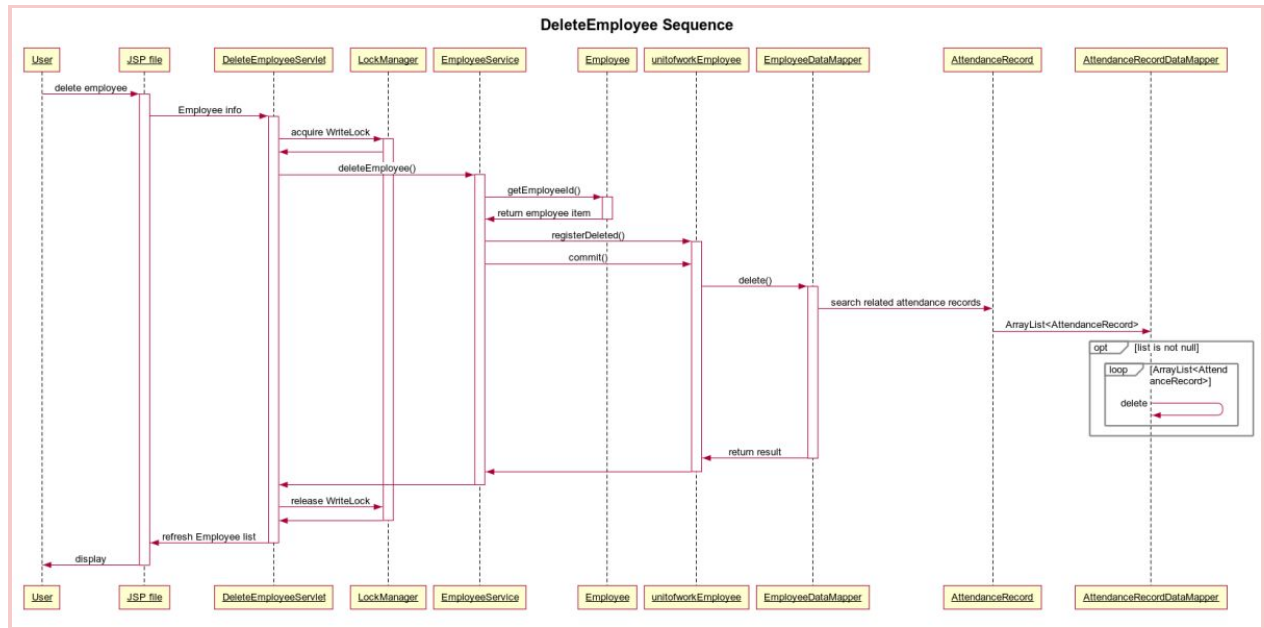 DeleteEmployee Sequence
User
JSP file
DeleteEmployeeServlet
LockManager
EmployeeService
Employee
unitofworkEmployee
EmployeeDataMapper
AttendanceRecord
AttendanceRecordDataMapper
delete employee
Employee info
acquire WriteLock
deleteEmployee()
getEmployeeId()
return employee item
registerDeleted()
commit()
delete()
search related attendance records
ArrayList<AttendanceRecord>
opt
[list is not null]
loop
[ArrayList<Attend
anceRecord>]
delete
return result
release WriteLock
refresh Employee list
display
User
JSP file
DeleteEmployeeServlet
LockManager
EmployeeService
Employee
unitofworkEmployee
EmployeeDataMapper
AttendanceRecord
AttendanceRecordDataMapper